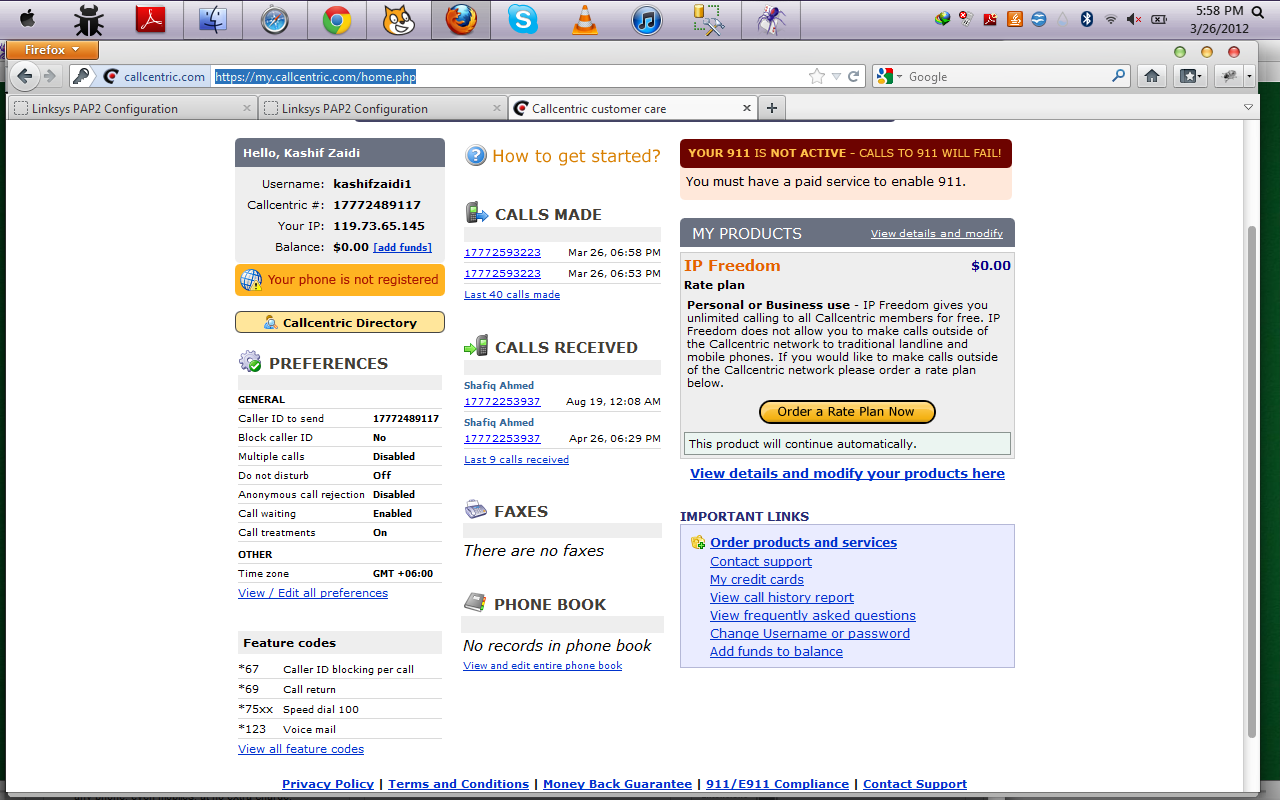 5:58 PM
3/26/2012
Firefox
callcentric.com
https://my.callcentric.com/home.php
Google
Linksys PAP2 Configuration
Linksys PAP2 Configuration
Callcentric customer care
Hello, Kashif Zaidi
Username: kashifzaidi1
Callcentric #: 17772489117
Your IP: 119.73.65.145
Balance: $0.00 [add funds]
Your phone is not registered
Callcentric Directory
PREFERENCES
GENERAL
Caller ID to send 17772489117
Block caller ID No
Multiple calls Disabled
Do not disturb Off
Anonymous call rejection Disabled
Call waiting Enabled
Call treatments On
OTHER
Time zone GMT +06:00
View / Edit all preferences
Feature codes
*67 Caller ID blocking per call
*69 Call return
*75xx Speed dial 100
*123 Voice mail
View all feature codes
How to get started?
CALLS MADE
17772593223 Mar 26, 06:58 PM
17772593223 Mar 26, 06:53 PM
Last 40 calls made
CALLS RECEIVED
Shafiq Ahmed
17772253937 Aug 19, 12:08 AM
Shafiq Ahmed
17772253937 Apr 26, 06:29 PM
Last 9 calls received
FAXES
There are no faxes
PHONE BOOK
No records in phone book
View and edit entire phone book
YOUR 911 IS NOT ACTIVE - CALLS TO 911 WILL FAIL!
You must have a paid service to enable 911.
MY PRODUCTS View details and modify
IP Freedom $0.00
Rate plan
Personal or Business use - IP Freedom gives you
unlimited calling to all Callcentric members for free. IP
Freedom does not allow you to make calls outside of
the Callcentric network to traditional landline and
mobile phones. If you would like to make calls outside
of the Callcentric network please order a rate plan
below.
Order a Rate Plan Now
This product will continue automatically.
View details and modify your products here
IMPORTANT LINKS
Order products and services
Contact support
My credit cards
View call history report
View frequently asked questions
Change Username or password
Add funds to balance
Privacy Policy | Terms and Conditions | Money Back Guarantee | 911/E911 Compliance | Contact Support